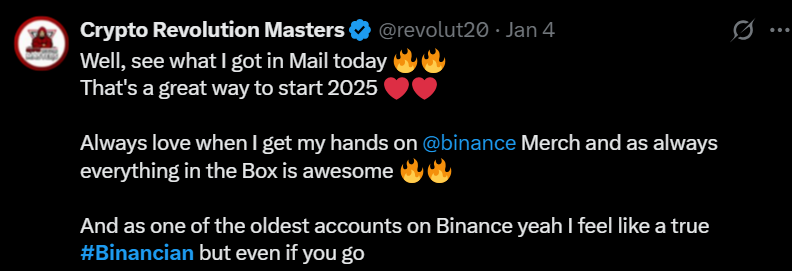 Crypto Revolution Masters @revolut20 · Jan 4
Well, see what I got in Mail today 🔥🔥
That's a great way to start 2025 ❤️❤️
Always love when I get my hands on @binance Merch and as always
everything in the Box is awesome 🔥🔥
And as one of the oldest accounts on Binance yeah I feel like a true
#Binancian but even if you go